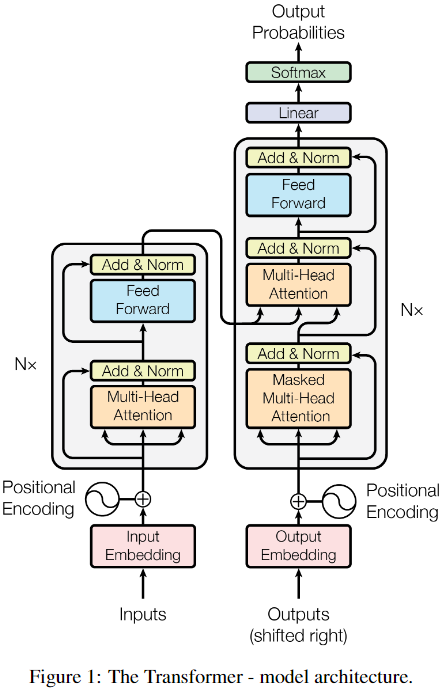 Output
Probabilities
Softmax
Linear
Add & Norm
Feed
Forward
Add & Norm
Multi-Head
Attention
Add & Norm
Masked
Multi-Head
Attention
N×
Add & Norm
Feed
Forward
Add & Norm
Multi-Head
Attention
N×
Positional
Encoding
Positional
Encoding
Input
Embedding
Output
Embedding
Inputs
Outputs
(shifted right)
Figure 1: The Transformer - model architecture.